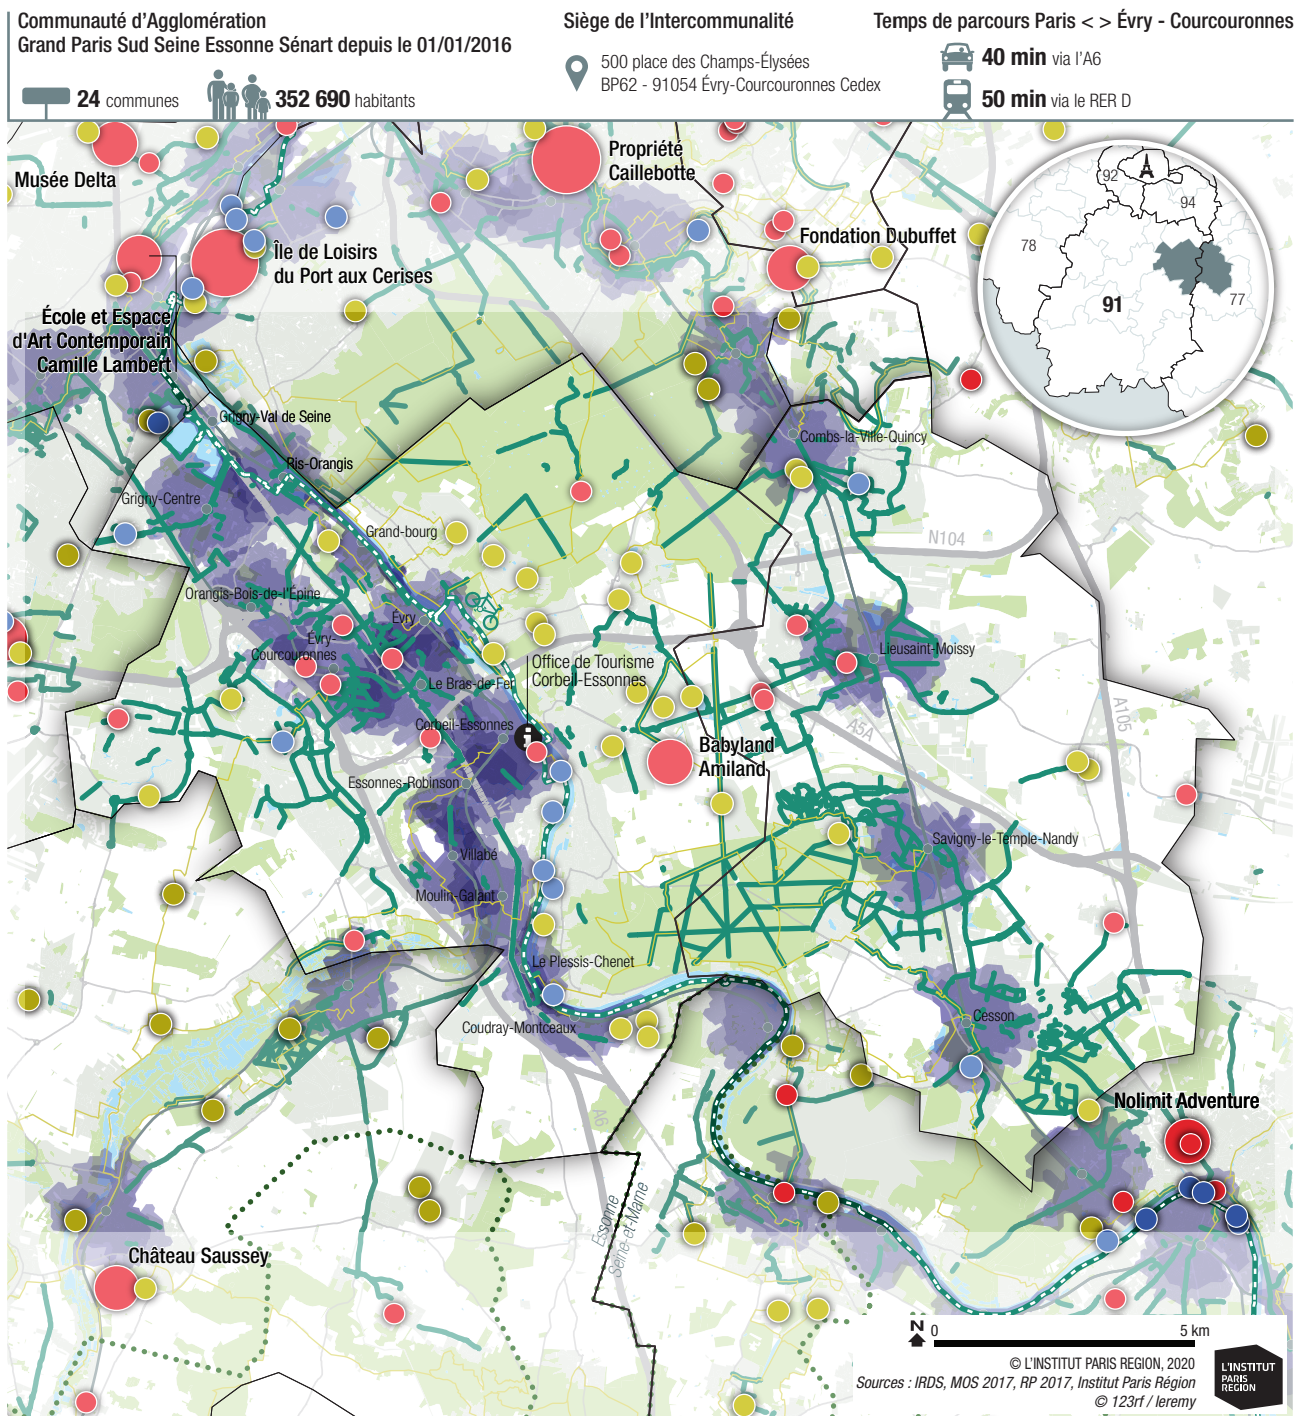 Communauté d'Agglomération
Grand Paris Sud Seine Essonne Sénart depuis le 01/01/2016
24 communes
352 690 habitants
Siège de l'Intercommunalité
500 place des Champs-Élysées
BP62 - 91054 Évry-Courcouronnes Cedex
Temps de parcours Paris < > Évry - Courcouronnes
40 min via l'A6
50 min via le RER D
Musée Delta
Propriété
Caillebotte
Fondation Dubuffet
Île de Loisirs
du Port aux Cerises
École et Espace
d'Art Contemporain
Camille Lambert
92
94
78
91
77
Grigny-Val de Seine
Combs-la-Ville-Quincy
Ris-Orangis
Grigny-Centre
Grand-bourg
N104
Orangis-Bois-de-l'Épine
Évry
Évry-
Courcouronnes
Lieusaint-Moissy
Office de Tourisme
Corbeil-Essonnes
Le Bras-de-Fer
Corbeil-Essonnes
A5A
A105
Babyland
Amiland
Essonnes-Robinson
N7
Savigny-le-Temple-Nandy
Villabé
Moulin-Galant
Le Plessis-Chenet
Coudray-Montceaux
Cesson
A6
Nolimit Adventure
Essonne
Seine-et-Marne
Château Saussey
N
0
5 km
© L'INSTITUT PARIS REGION, 2020
Sources : IRDS, MOS 2017, RP 2017, Institut Paris Région
© 123rf / leremy
L'INSTITUT
PARIS
REGION